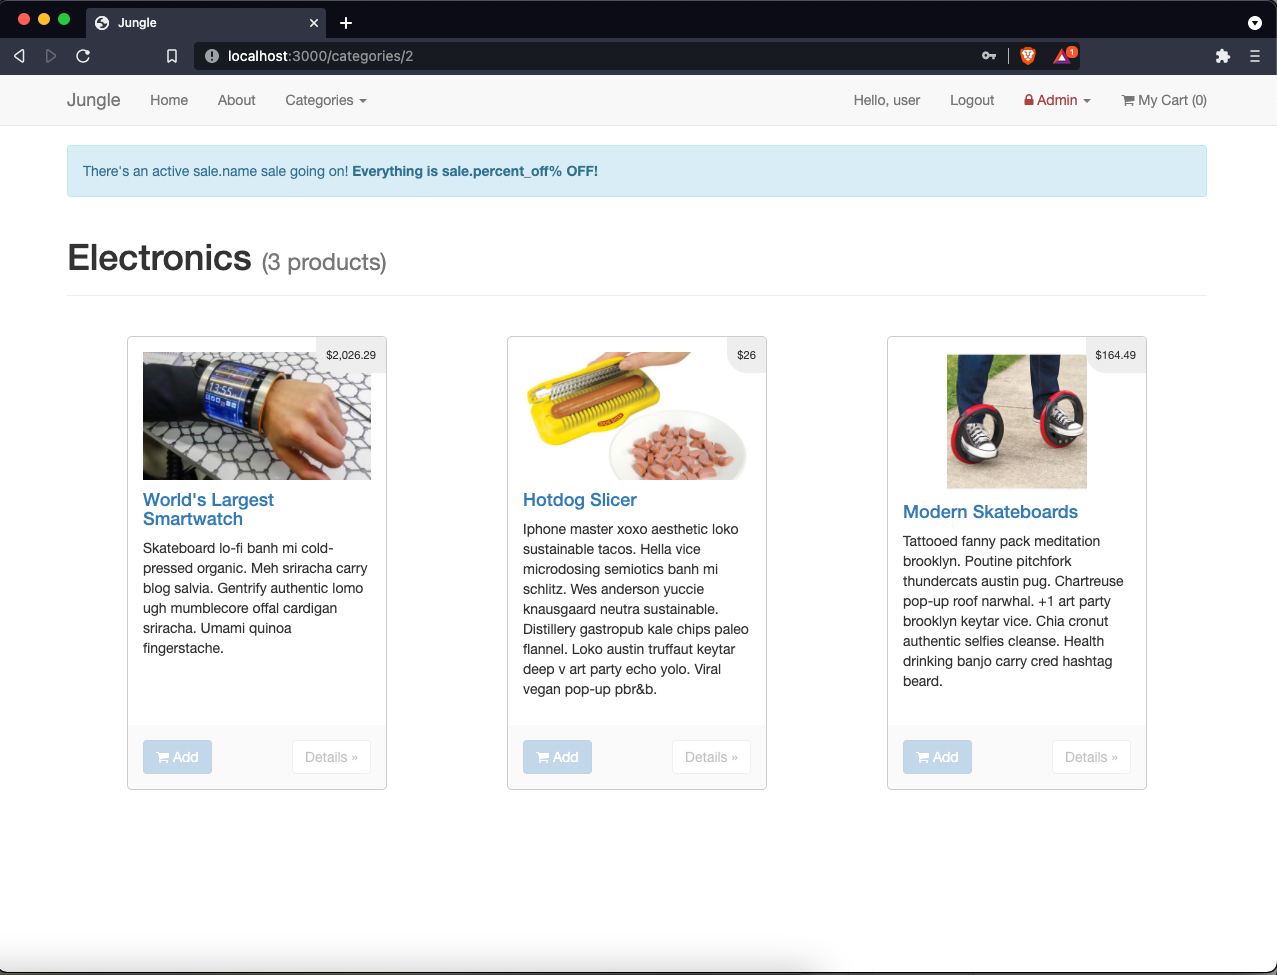 Jungle
localhost:3000/categories/2
1
Jungle Home About Categories Hello, user Logout Admin My Cart (0)
There's an active sale.name sale going on! Everything is sale.percent_off% OFF!
Electronics (3 products)
$2,026.29
13:55
World's Largest
Smartwatch
Skateboard lo-fi banh mi cold-
pressed organic. Meh sriracha carry
blog salvia. Gentrify authentic lomo
ugh mumblecore offal cardigan
sriracha. Umami quinoa
fingerstache.
Add Details »
$26
Hotdog Slicer
Iphone master xoxo aesthetic loko
sustainable tacos. Hella vice
microdosing semiotics banh mi
schlitz. Wes anderson yuccie
knausgaard neutra sustainable.
Distillery gastropub kale chips paleo
flannel. Loko austin truffaut keytar
deep v art party echo yolo. Viral
vegan pop-up pbr&b.
Add Details »
$164.49
Modern Skateboards
Tattooed fanny pack meditation
brooklyn. Poutine pitchfork
thundercats austin pug. Chartreuse
pop-up roof narwhal. +1 art party
brooklyn keytar vice. Chia cronut
authentic selfies cleanse. Health
drinking banjo carry cred hashtag
beard.
Add Details »